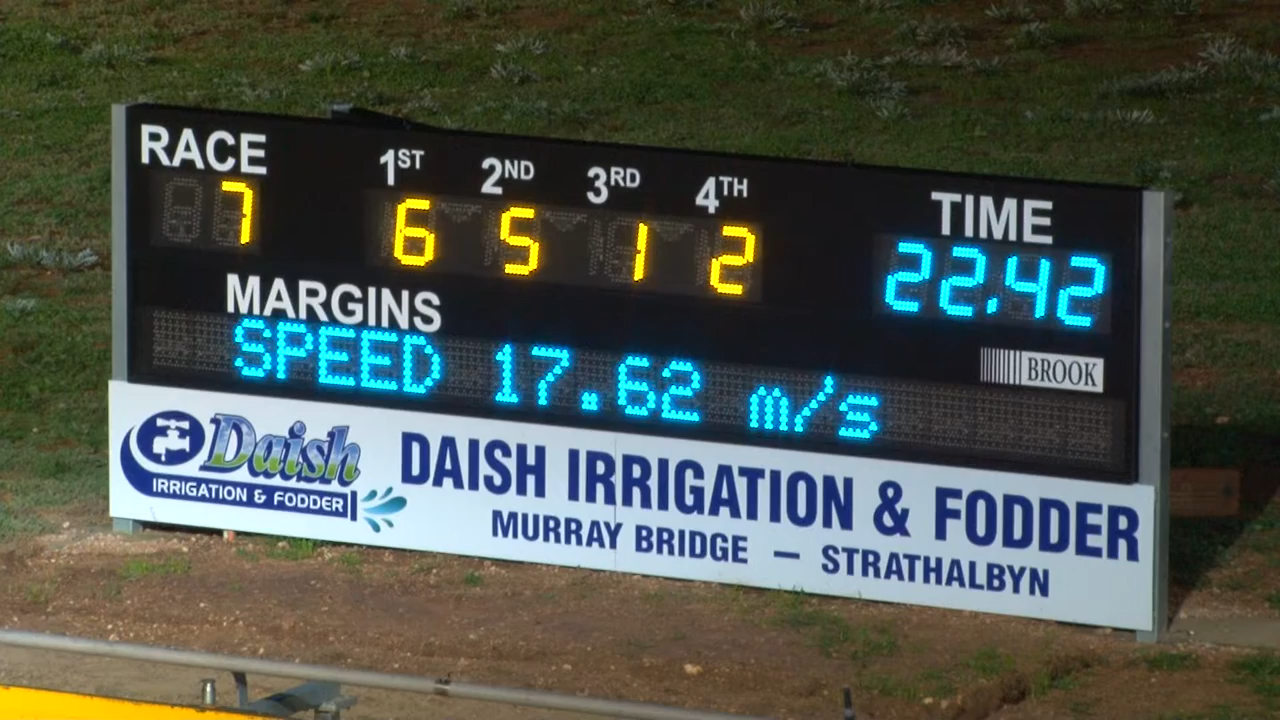 RACE 1ST 2ND 3RD 4TH TIME
7 6 5 1 2 22.42
MARGINS
SPEED 17.62 m/s
BROOK
Daish
IRRIGATION & FODDER
DAISH IRRIGATION & FODDER
MURRAY BRIDGE — STRATHALBYN